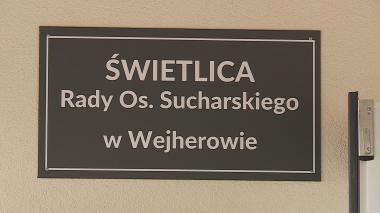 ŚWIETLICA
Rady Os. Sucharskiego
w Wejherowie